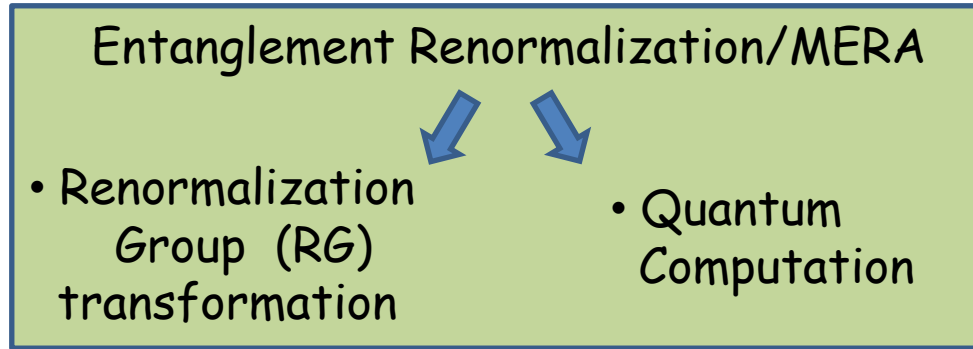 Entanglement Renormalization/MERA
• Renormalization
Group (RG)
transformation
• Quantum
Computation